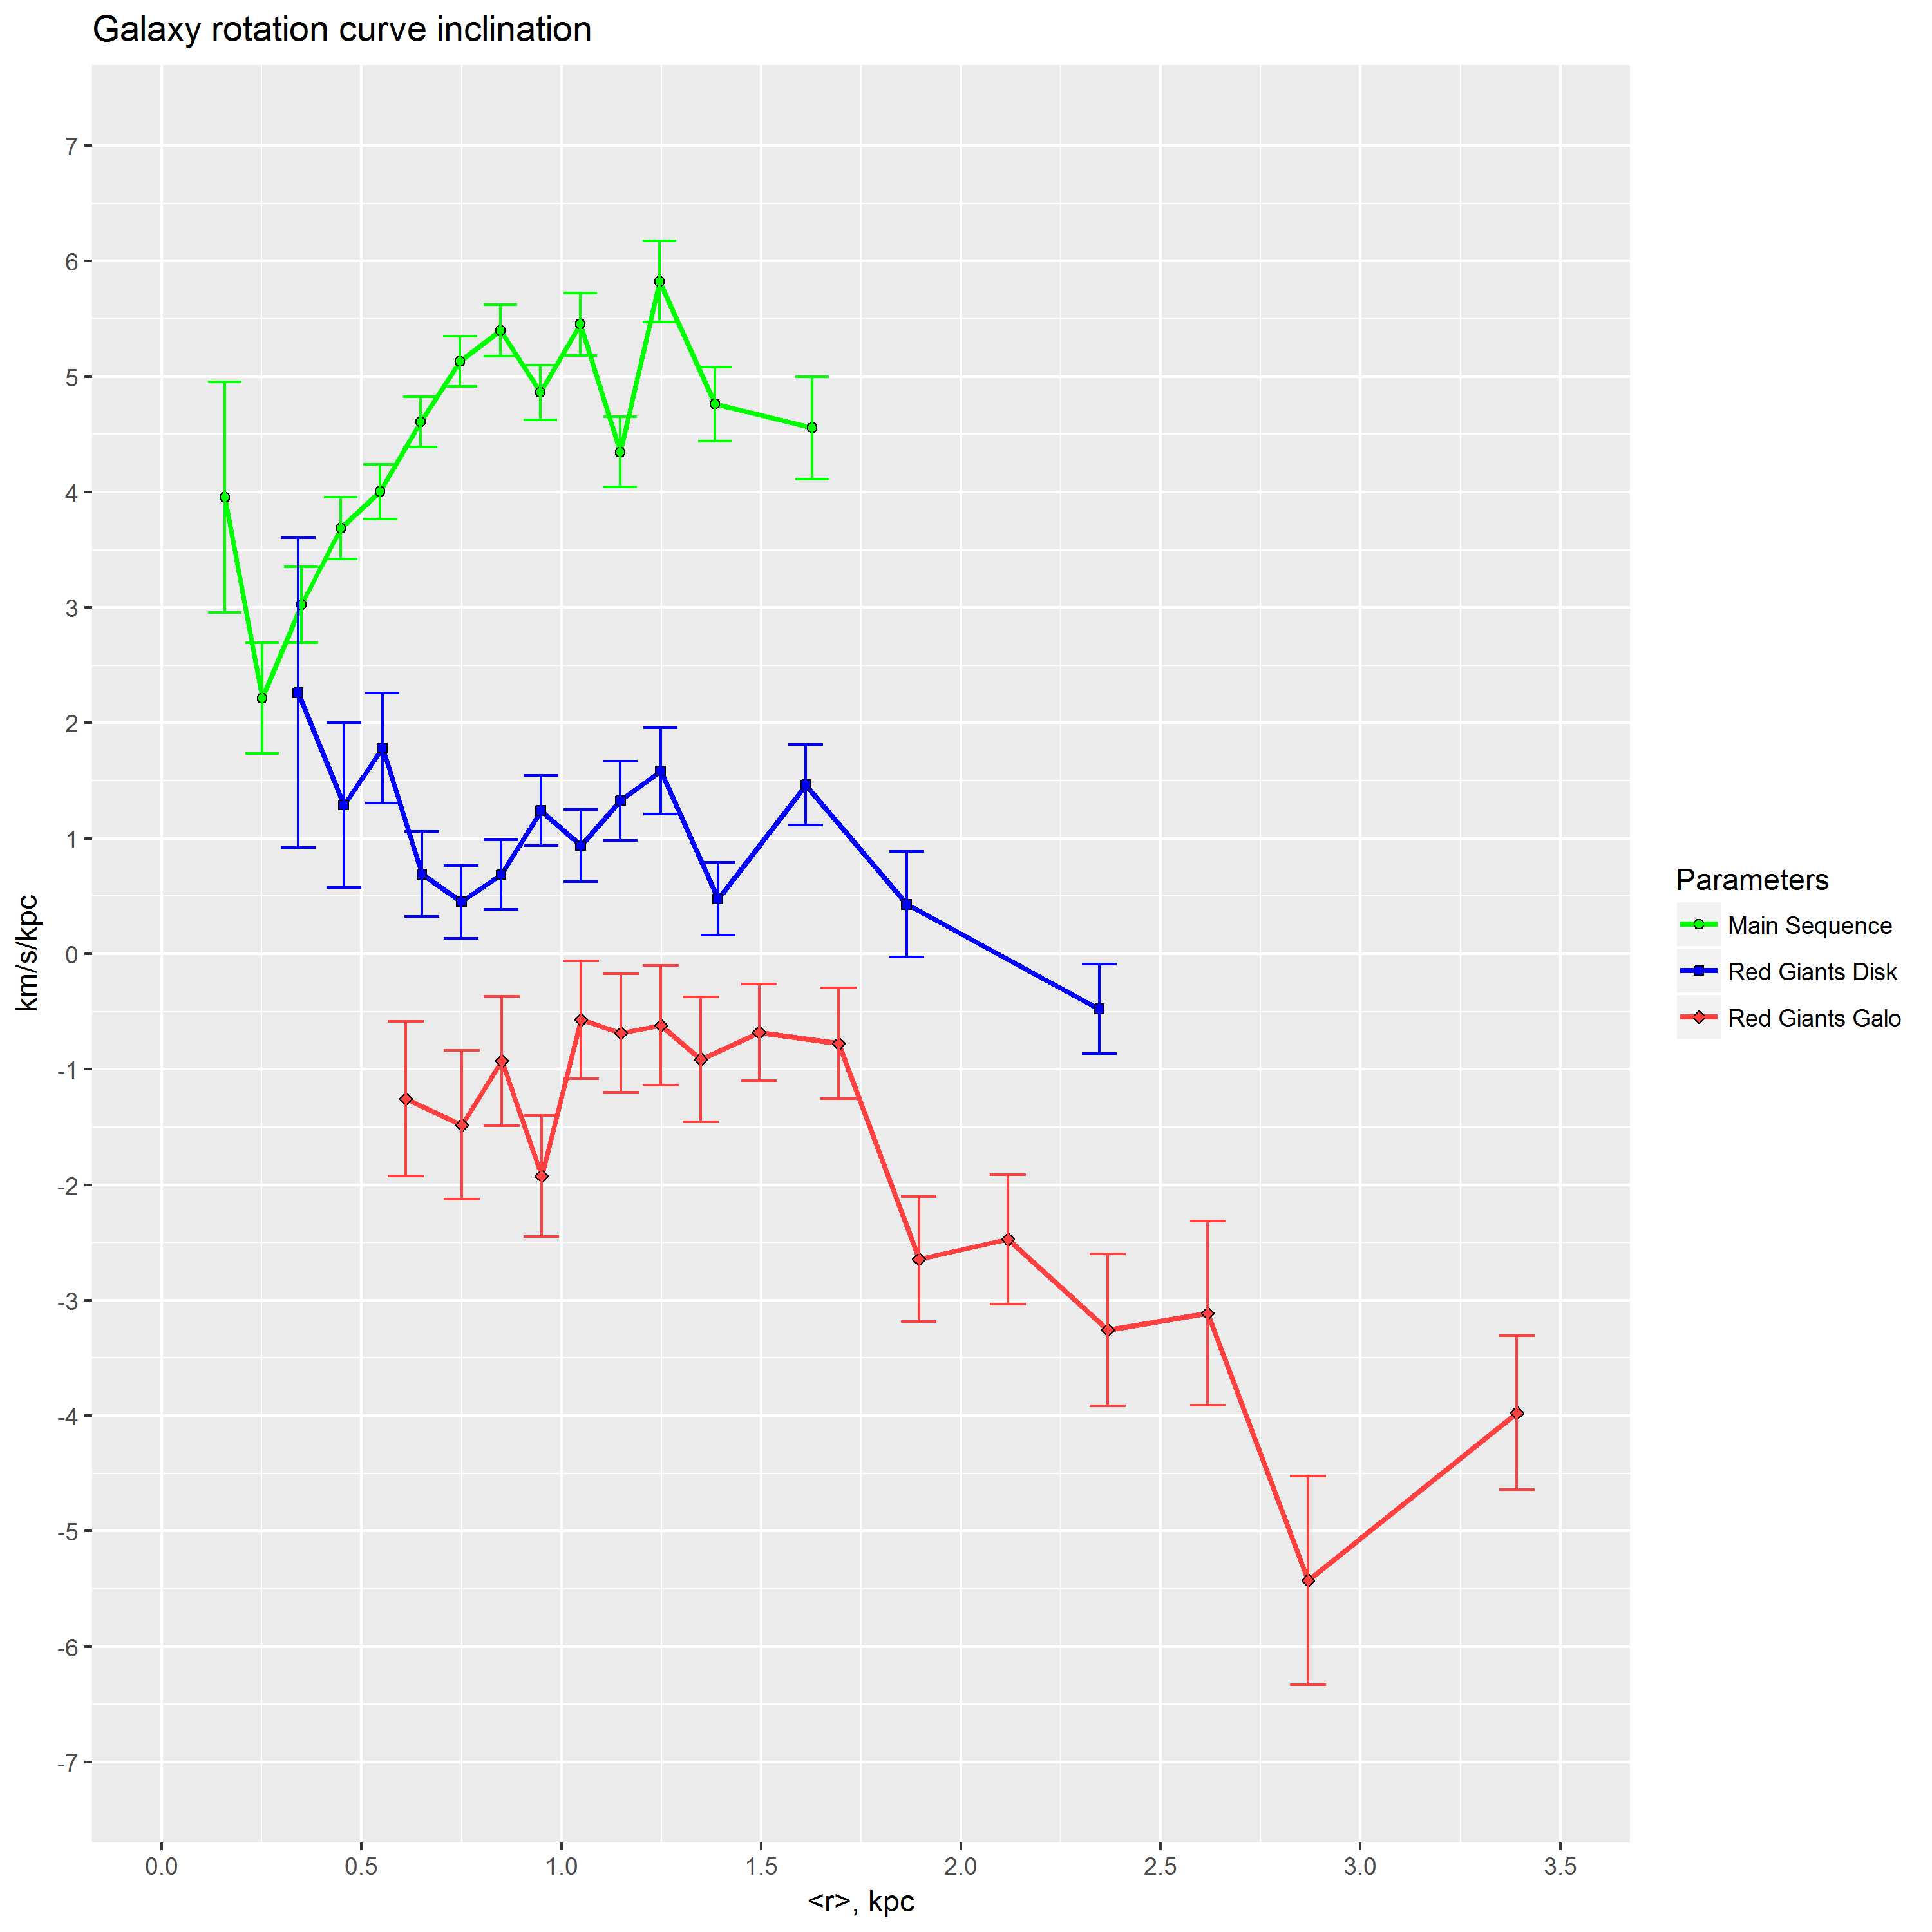 Galaxy rotation curve inclination
7
6
5
4
3
2
1
0
-1
-2
-3
-4
-5
-6
-7
km/s/kpc
0.0 0.5 1.0 1.5 2.0 2.5 3.0 3.5
<r>, kpc
Parameters
Main Sequence
Red Giants Disk
Red Giants Galo